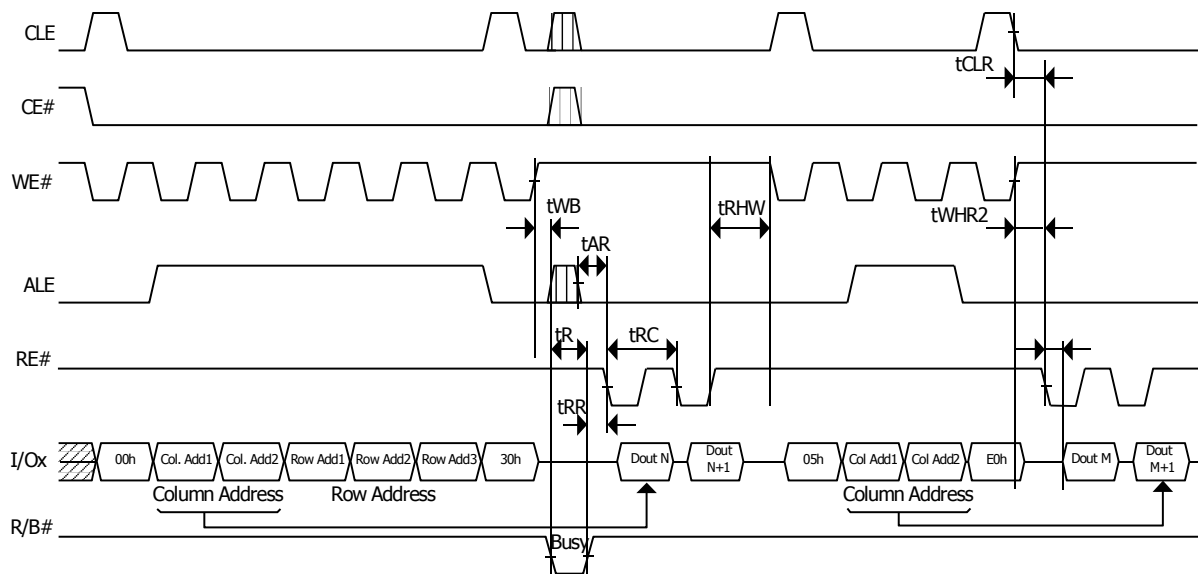 CLE
tCLR
CE#
WE#
tWB
tRHW
tWHR2
tAR
ALE
tR
tRC
RE#
tRR
I/Ox
00h
Col. Add1
Col. Add2
Row Add1
Row Add2
Row Add3
30h
Dout N
Dout
N+1
05h
Col Add1
Col Add2
E0h
Dout M
Dout
M+1
Column Address
Row Address
Column Address
R/B#
Busy